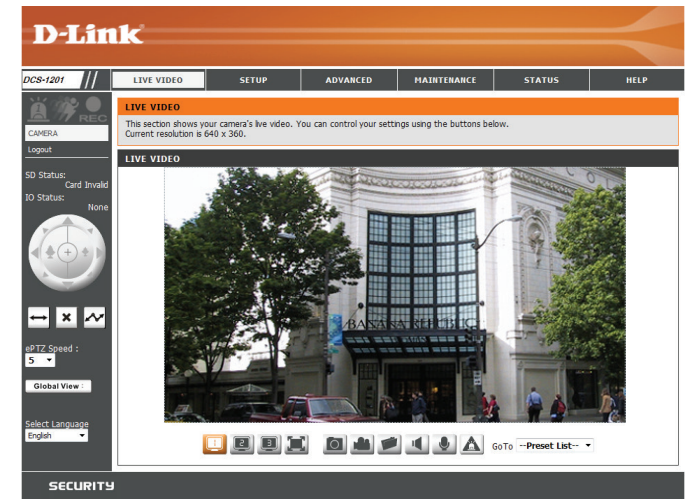 D-Link
DCS-1201
LIVE VIDEO
SETUP
ADVANCED
MAINTENANCE
STATUS
HELP
REC
CAMERA
Logout
SD Status:
Card Invalid
IO Status:
None
ePTZ Speed :
5
Global View :
Select Language
English
LIVE VIDEO
This section shows your camera's live video. You can control your settings using the buttons below.
Current resolution is 640 x 360.
LIVE VIDEO
BANANA REPUBLIC
1
2
3
GoTo --Preset List--
SECURITY